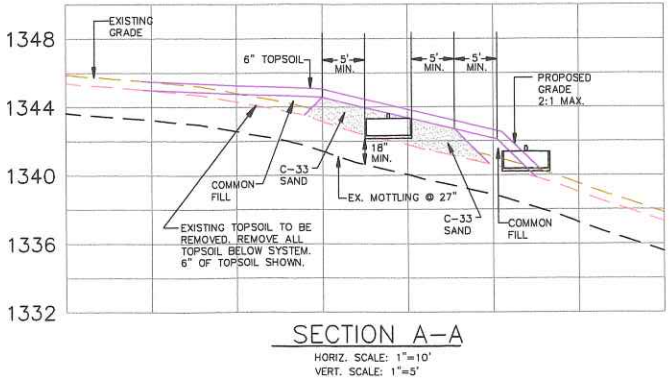 1348
1344
1340
1336
1332
EXISTING
GRADE
6" TOPSOIL
5'
MIN.
5'
MIN.
5'
MIN.
PROPOSED
GRADE
2:1 MAX.
18"
MIN.
C-33
SAND
COMMON
FILL
EX. MOTTLING @ 27"
C-33
SAND
COMMON
FILL
EXISTING TOPSOIL TO BE
REMOVED. REMOVE ALL
TOPSOIL BELOW SYSTEM.
6" OF TOPSOIL SHOWN.
SECTION A-A
HORIZ. SCALE: 1"=10'
VERT. SCALE: 1"=5'